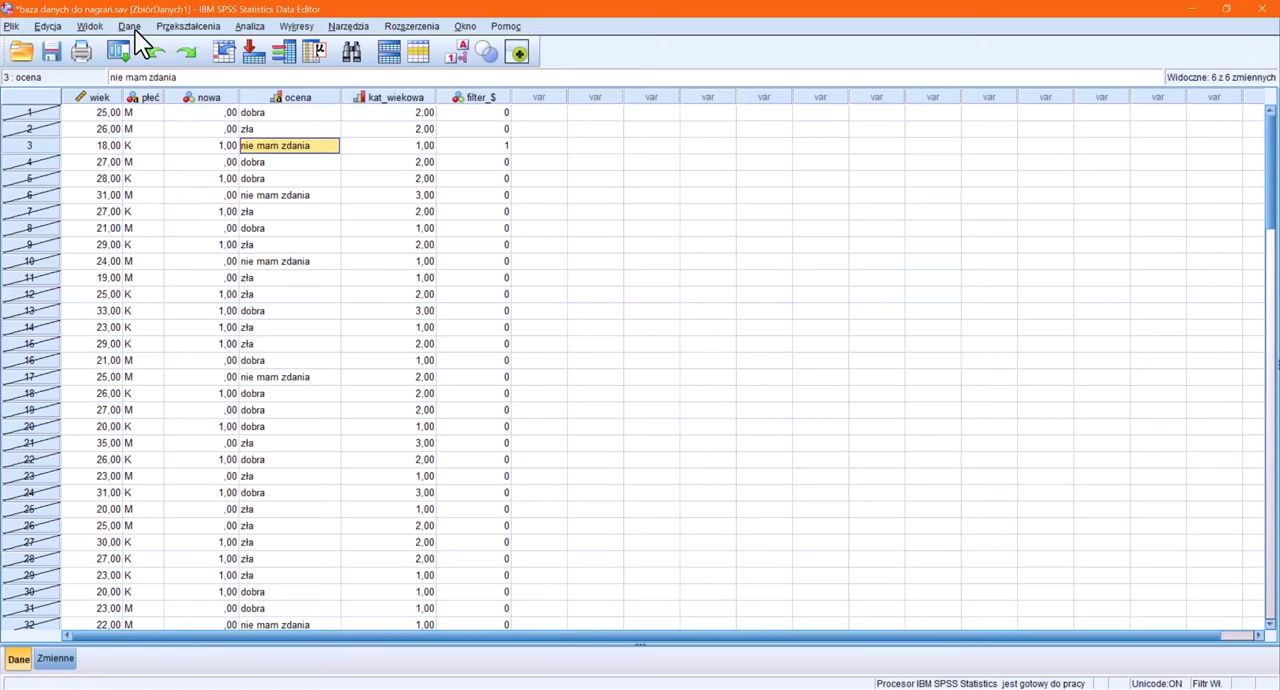 *baza danych do nagrań.sav [ZbiórDanych1] - IBM SPSS Statistics Data Editor
Plik Edycja Widok Dane Przekształcenia Analiza Wykresy Narzędzia Rozszerzenia Okno Pomoc
3 : ocena nie mam zdania Widoczne: 6 z 6 zmiennych
wiek płeć nowa ocena kat_wiekowa filter_$ var var var var var var var var var var var var var
1 25,00 M ,00 dobra 2,00 0
2 26,00 M ,00 zła 2,00 0
3 18,00 K 1,00 nie mam zdania 1,00 1
4 27,00 M ,00 dobra 2,00 0
5 28,00 K 1,00 dobra 2,00 0
6 31,00 M ,00 nie mam zdania 3,00 0
7 27,00 K 1,00 zła 2,00 0
8 21,00 M ,00 dobra 1,00 0
9 29,00 K 1,00 zła 2,00 0
10 24,00 M ,00 nie mam zdania 1,00 0
11 19,00 M ,00 zła 1,00 0
12 25,00 K 1,00 zła 2,00 0
13 33,00 K 1,00 dobra 3,00 0
14 23,00 K 1,00 zła 1,00 0
15 29,00 K 1,00 zła 2,00 0
16 21,00 M ,00 dobra 1,00 0
17 25,00 M ,00 nie mam zdania 2,00 0
18 26,00 K 1,00 dobra 2,00 0
19 27,00 M ,00 dobra 2,00 0
20 20,00 K 1,00 dobra 1,00 0
21 35,00 M ,00 zła 3,00 0
22 26,00 K 1,00 dobra 2,00 0
23 23,00 M ,00 zła 1,00 0
24 31,00 K 1,00 dobra 3,00 0
25 20,00 M ,00 zła 1,00 0
26 25,00 M ,00 zła 2,00 0
27 30,00 K 1,00 zła 2,00 0
28 27,00 K 1,00 zła 2,00 0
29 23,00 K 1,00 zła 1,00 0
30 20,00 K 1,00 dobra 1,00 0
31 23,00 M ,00 dobra 1,00 0
32 22,00 M ,00 nie mam zdania 1,00 0
Dane Zmienne
Procesor IBM SPSS Statistics jest gotowy do pracy Unicode:ON Filtr Wł.